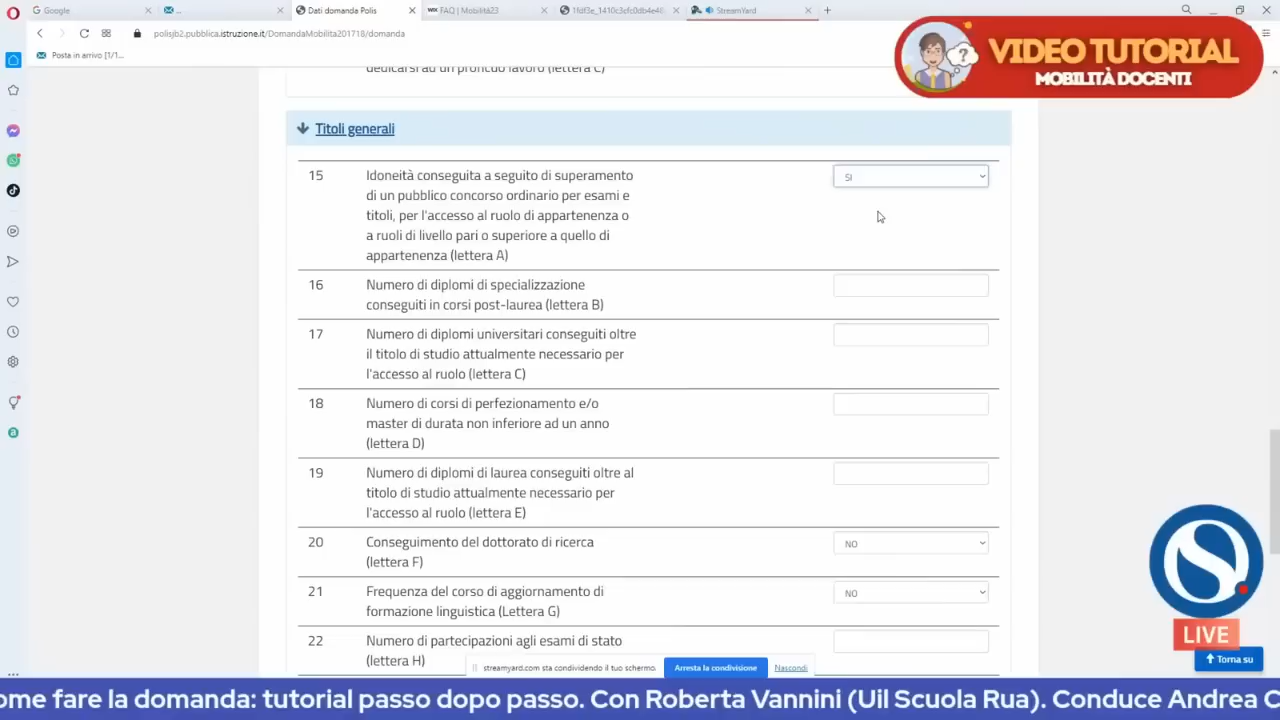 Google
Dati domanda Polis
FAQ | Mobilità23
StreamYard
polisjb2.pubblica.istruzione.it/DomandaMobilita201718/domanda
Posta in arrivo [1/1...
VIDEO TUTORIAL
MOBILITÀ DOCENTI
dedicarsi ad un proficuo lavoro (lettera C)
Titoli generali
15 Idoneità conseguita a seguito di superamento SI
di un pubblico concorso ordinario per esami e
titoli, per l'accesso al ruolo di appartenenza o
a ruoli di livello pari o superiore a quello di
appartenenza (lettera A)
16 Numero di diplomi di specializzazione
conseguiti in corsi post-laurea (lettera B)
17 Numero di diplomi universitari conseguiti oltre
il titolo di studio attualmente necessario per
l'accesso al ruolo (lettera C)
18 Numero di corsi di perfezionamento e/o
master di durata non inferiore ad un anno
(lettera D)
19 Numero di diplomi di laurea conseguiti oltre al
titolo di studio attualmente necessario per
l'accesso al ruolo (lettera E)
20 Conseguimento del dottorato di ricerca NO
(lettera F)
21 Frequenza del corso di aggiornamento di NO
formazione linguistica (Lettera G)
22 Numero di partecipazioni agli esami di stato
(lettera H)
LIVE
Torna su
streamyard.com sta condividendo il tuo schermo. Arresta la condivisione Nascondi
ome fare la domanda: tutorial passo dopo passo. Con Roberta Vannini (Uil Scuola Rua). Conduce Andrea C